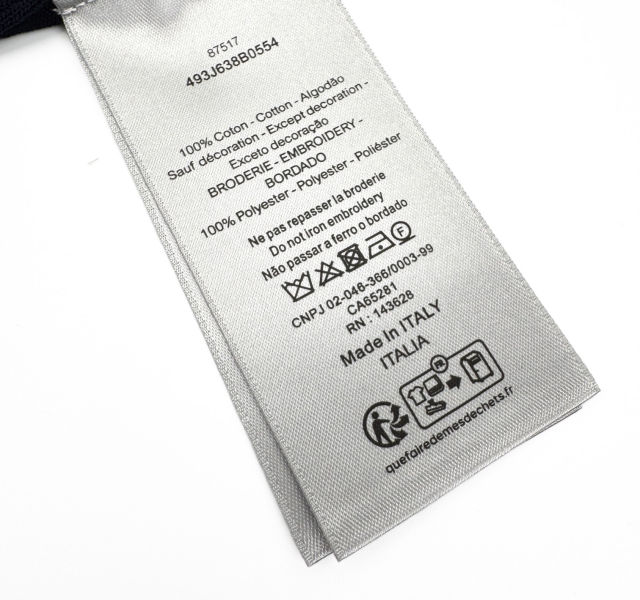 87517
493J638B0554
100% Coton - Cotton - Algodão
Sauf décoration - Except decoration -
Exceto decoração
BRODERIE - EMBROIDERY -
BORDADO
100% Polyester - Polyester - Poliéster
Ne pas repasser la broderie
Do not iron embroidery
Não passar a ferro o bordado
F
CNPJ 02-046-366/0003-99
CA65281
RN : 143628
Made in ITALY
ITALIA
FR
quefairedemesdechets.fr